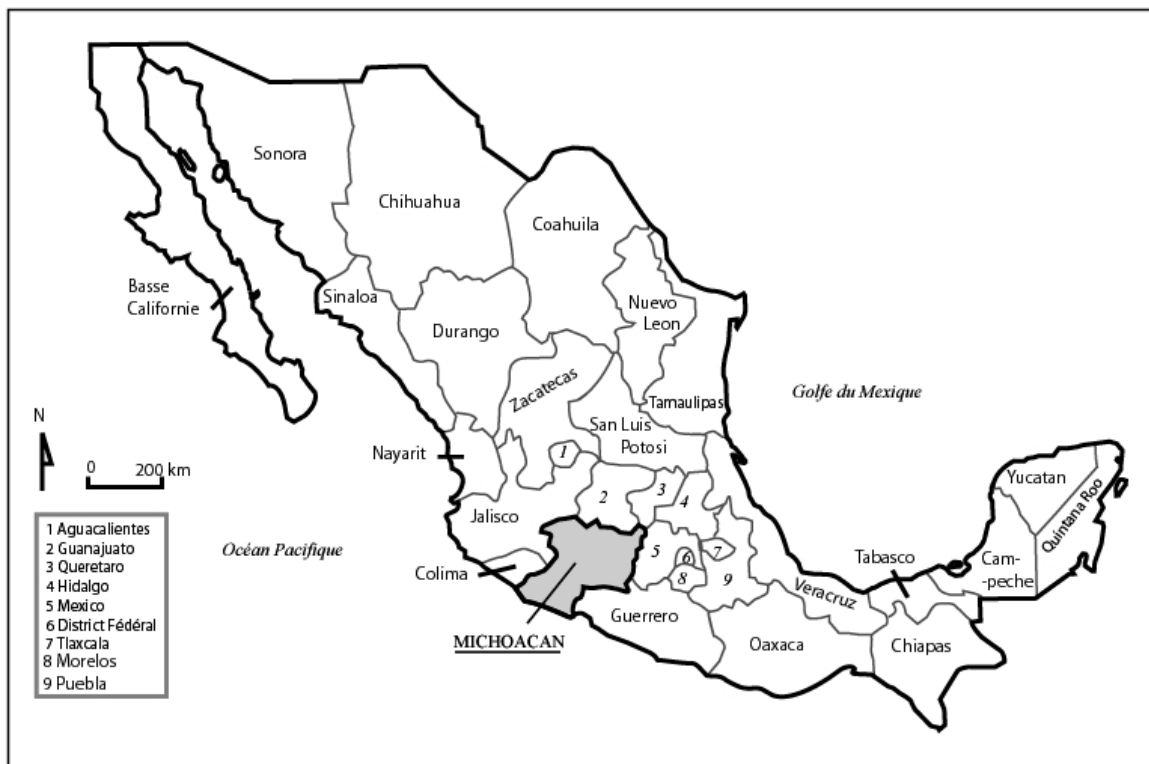 Sonora
Chihuahua
Coahuila
Basse
Californie
Sinaloa
Nuevo
Leon
Durango
Zacatecas
Tamaulipas
Golfe du Mexique
San Luis
Potosi
N
Nayarit
0 200 km
1
2
3
4
Yucatan
Quintana Roo
Jalisco
Océan Pacifique
5
6
7
8
9
Tabasco
Cam-
-peche
Colima
Veracruz
Guerrero
MICHOACAN
Oaxaca
Chiapas
1 Aguacalientes
2 Guanajuato
3 Queretaro
4 Hidalgo
5 Mexico
6 District Fédéral
7 Tlaxcala
8 Morelos
9 Puebla